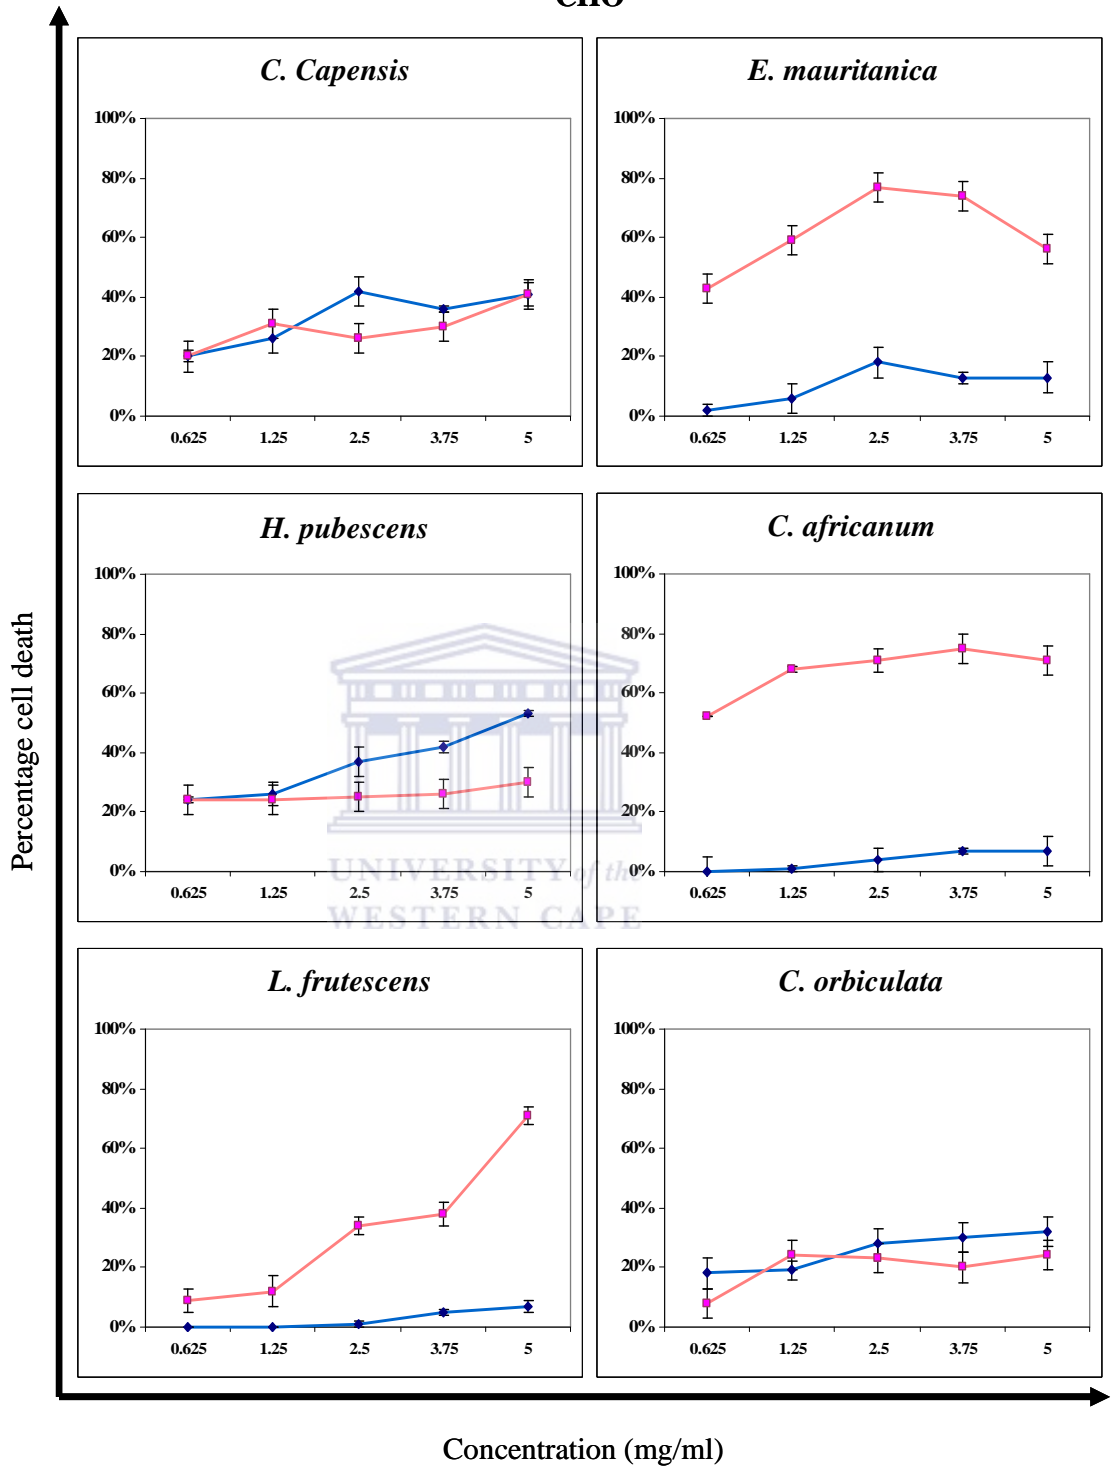 CHO
C. Capensis
100%
80%
60%
40%
20%
0%
0.625 1.25 2.5 3.75 5
E. mauritanica
100%
80%
60%
40%
20%
0%
0.625 1.25 2.5 3.75 5
H. pubescens
100%
80%
60%
40%
20%
0%
0.625 1.25 2.5 3.75 5
C. africanum
100%
80%
60%
40%
20%
0%
0.625 1.25 2.5 3.75 5
UNIVERSITY of the
WESTERN CAPE
L. frutescens
100%
80%
60%
40%
20%
0%
0.625 1.25 2.5 3.75 5
C. orbiculata
100%
80%
60%
40%
20%
0%
0.625 1.25 2.5 3.75 5
Percentage cell death
Concentration (mg/ml)